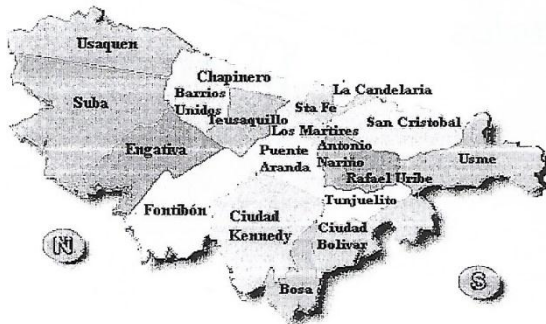 Usaquen
Chapinero
La Candelaria
Barrios
Unidos
Suba
Sta Fe
Teusaquillo
San Cristobal
Los Martires
Antonio
Nariño
Engativa
Puente
Aranda
Usme
Rafael Uribe
Tunjuelito
Fontibón
Ciudad
Kennedy
Ciudad
Bolivar
Bosa
N
S